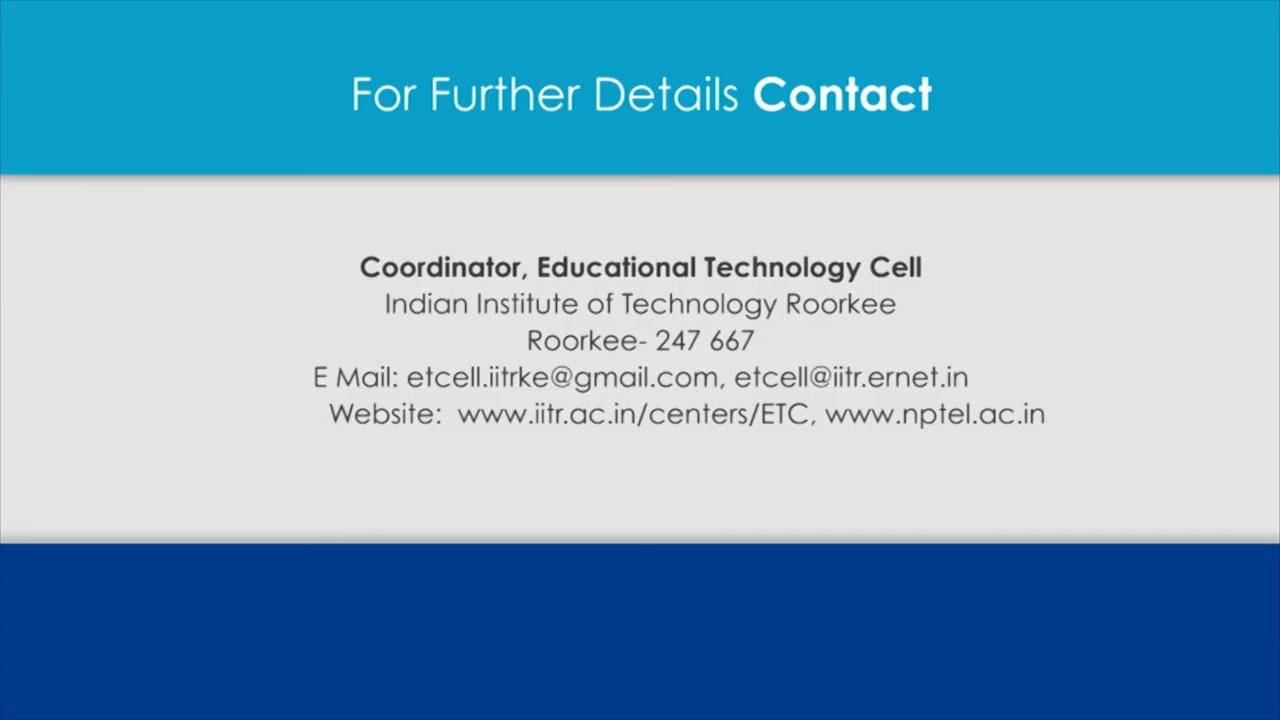 For Further Details Contact
Coordinator, Educational Technology Cell
Indian Institute of Technology Roorkee
Roorkee- 247 667
E Mail: etcell.iitrke@gmail.com, etcell@iitr.ernet.in
Website: www.iitr.ac.in/centers/ETC, www.nptel.ac.in